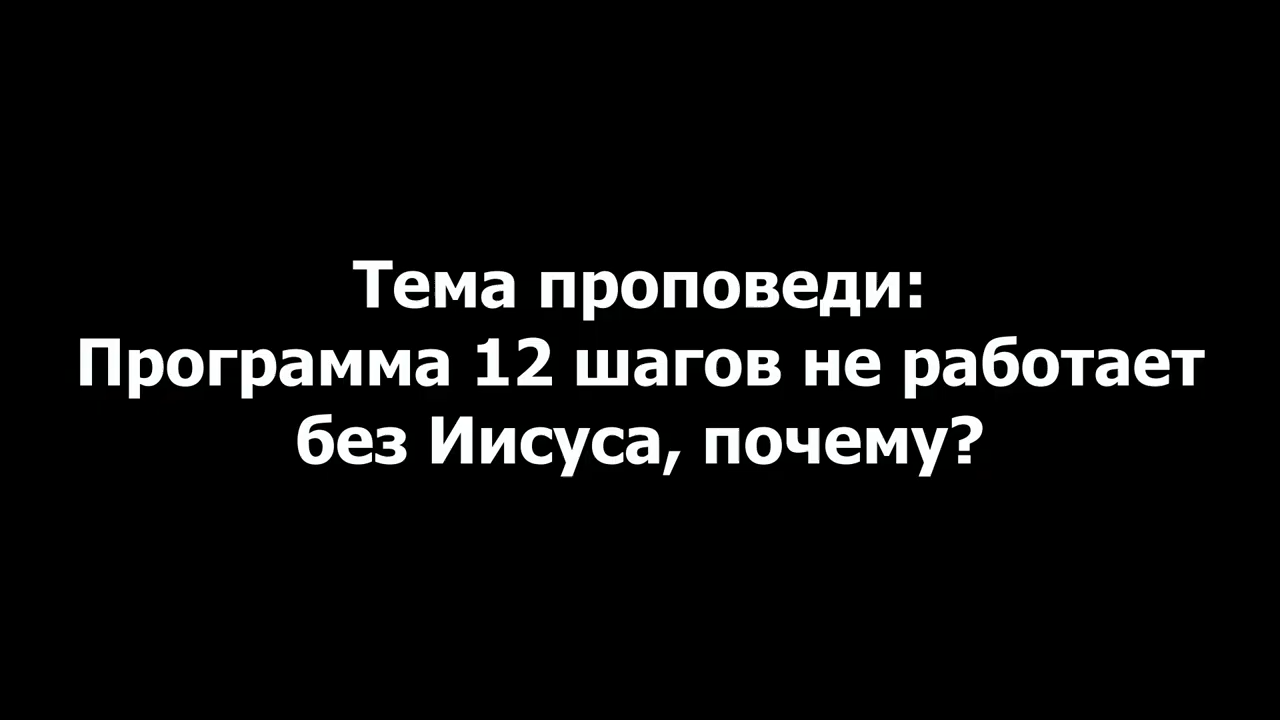 Тема проповеди:
Программа 12 шагов не работает
без Иисуса, почему?